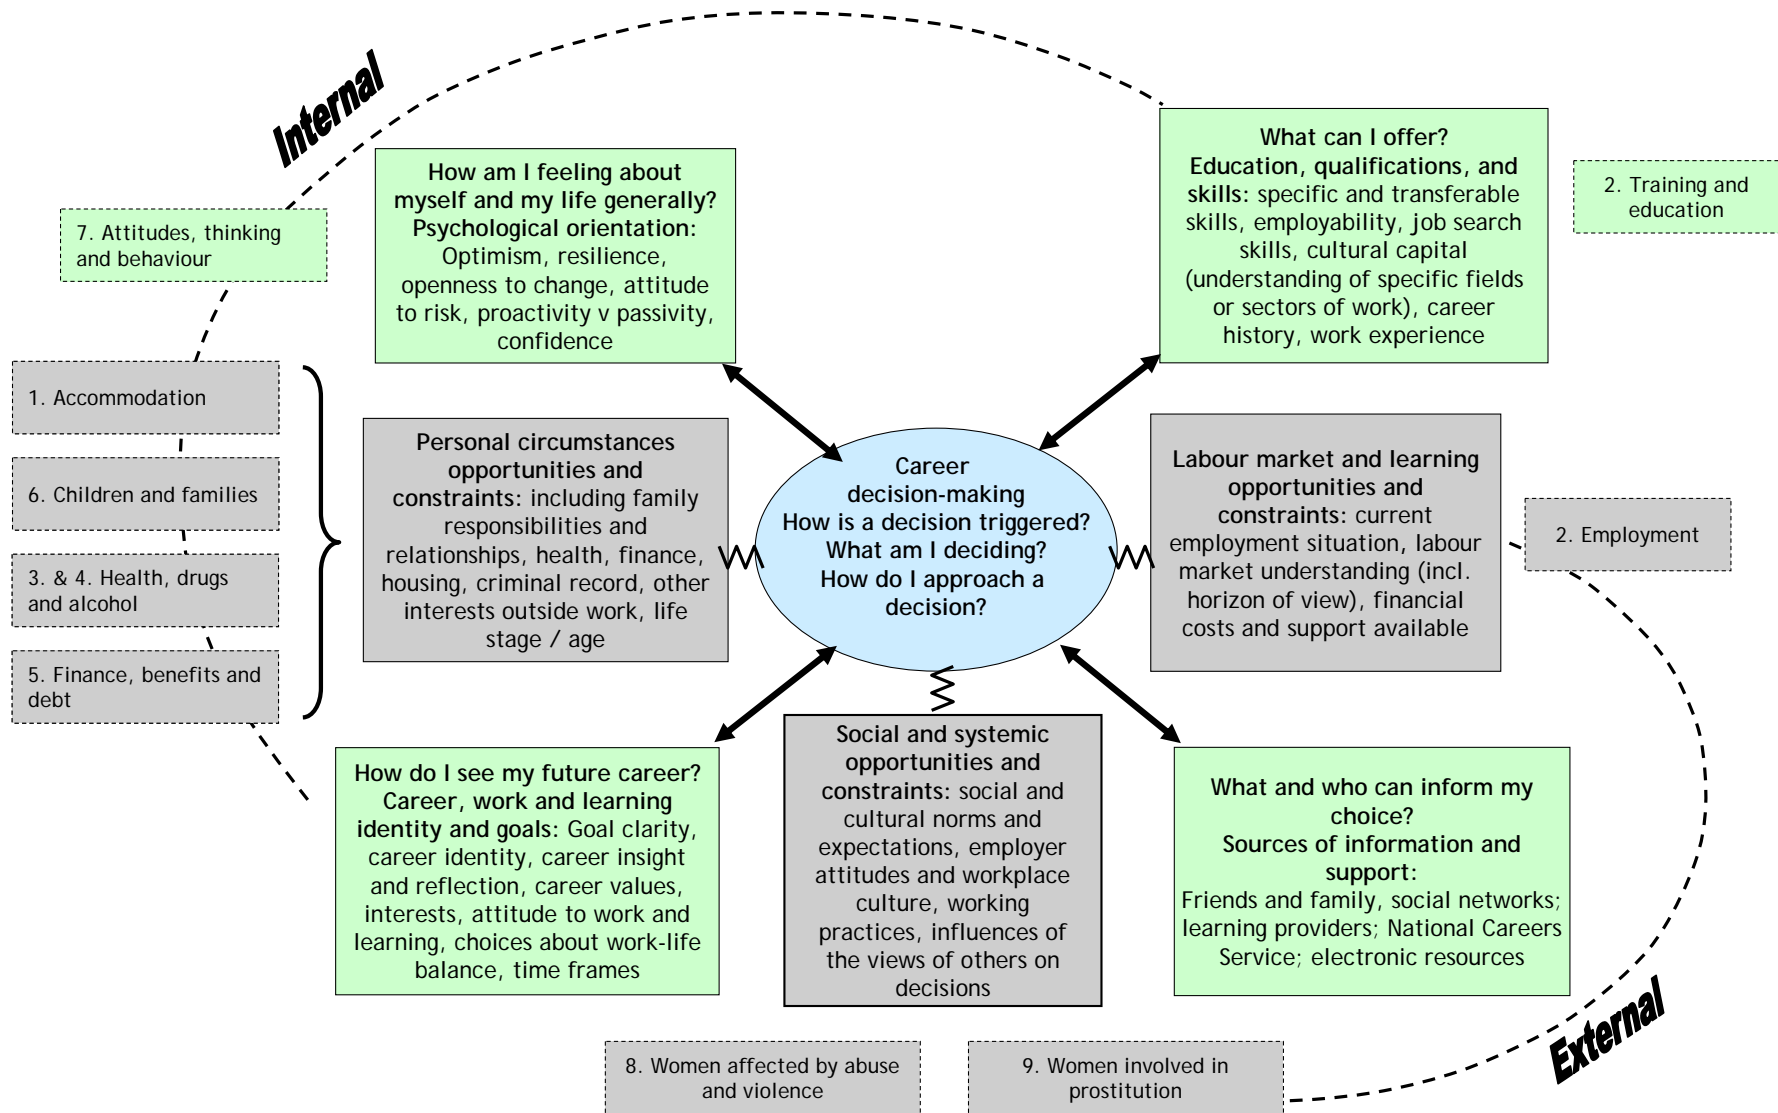 Internal
How am I feeling about
myself and my life generally?
Psychological orientation:
Optimism, resilience,
openness to change, attitude
to risk, proactivity v passivity,
confidence
What can I offer?
Education, qualifications, and
skills: specific and transferable
skills, employability, job search
skills, cultural capital
(understanding of specific fields
or sectors of work), career
history, work experience
2. Training and
education
7. Attitudes, thinking
and behaviour
1. Accommodation
6. Children and families
3. & 4. Health, drugs
and alcohol
5. Finance, benefits and
debt
Personal circumstances
opportunities and
constraints: including family
responsibilities and
relationships, health, finance,
housing, criminal record, other
interests outside work, life
stage / age
Career
decision-making
How is a decision triggered?
What am I deciding?
How do I approach a
decision?
Labour market and learning
opportunities and
constraints: current
employment situation, labour
market understanding (incl.
horizon of view), financial
costs and support available
2. Employment
How do I see my future career?
Career, work and learning
identity and goals: Goal clarity,
career identity, career insight
and reflection, career values,
interests, attitude to work and
learning, choices about work-life
balance, time frames
Social and systemic
opportunities and
constraints: social and
cultural norms and
expectations, employer
attitudes and workplace
culture, working
practices, influences of
the views of others on
decisions
What and who can inform my
choice?
Sources of information and
support:
Friends and family, social networks;
learning providers; National Careers
Service; electronic resources
External
8. Women affected by abuse
and violence
9. Women involved in
prostitution